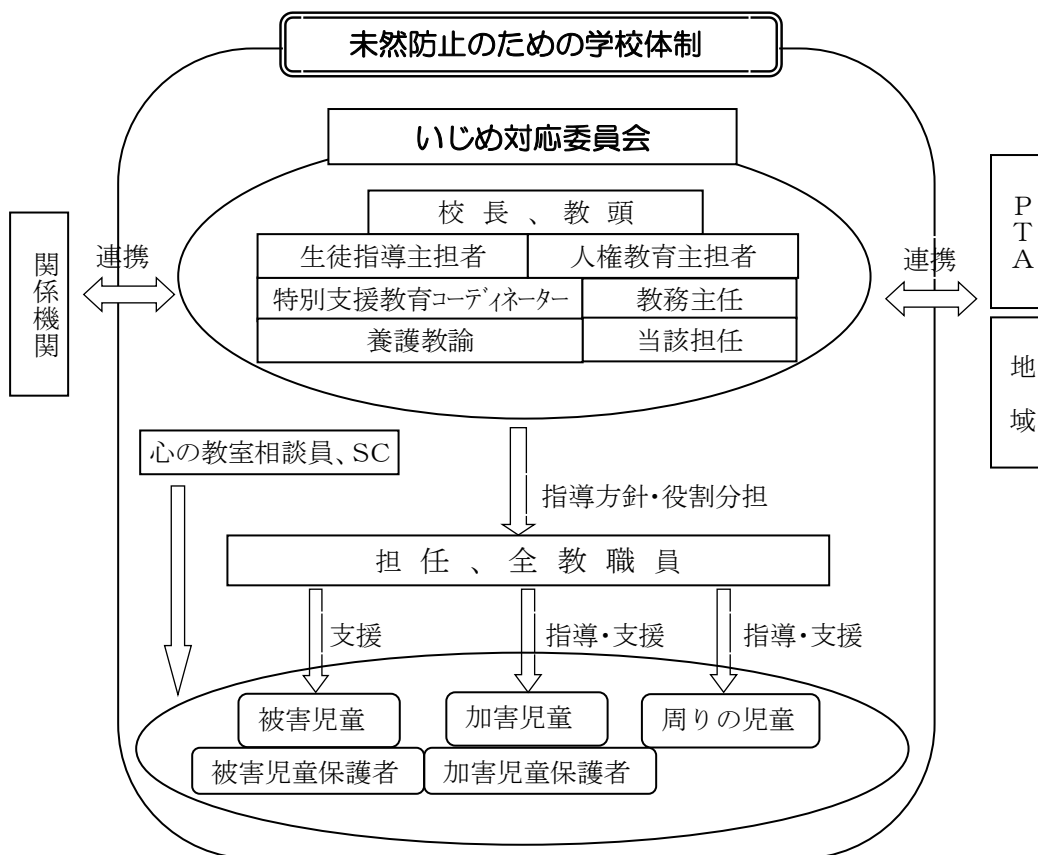 未然防止のための学校体制
いじめ対応委員会
校長、教頭
生徒指導主担者
人権教育主担者
特別支援教育コーディネーター
教務主任
養護教諭
当該担任
関係機関
連携
連携
PTA
地域
心の教室相談員、SC
指導方針・役割分担
担任、全教職員
支援
指導・支援
指導・支援
被害児童
加害児童
周りの児童
被害児童保護者
加害児童保護者